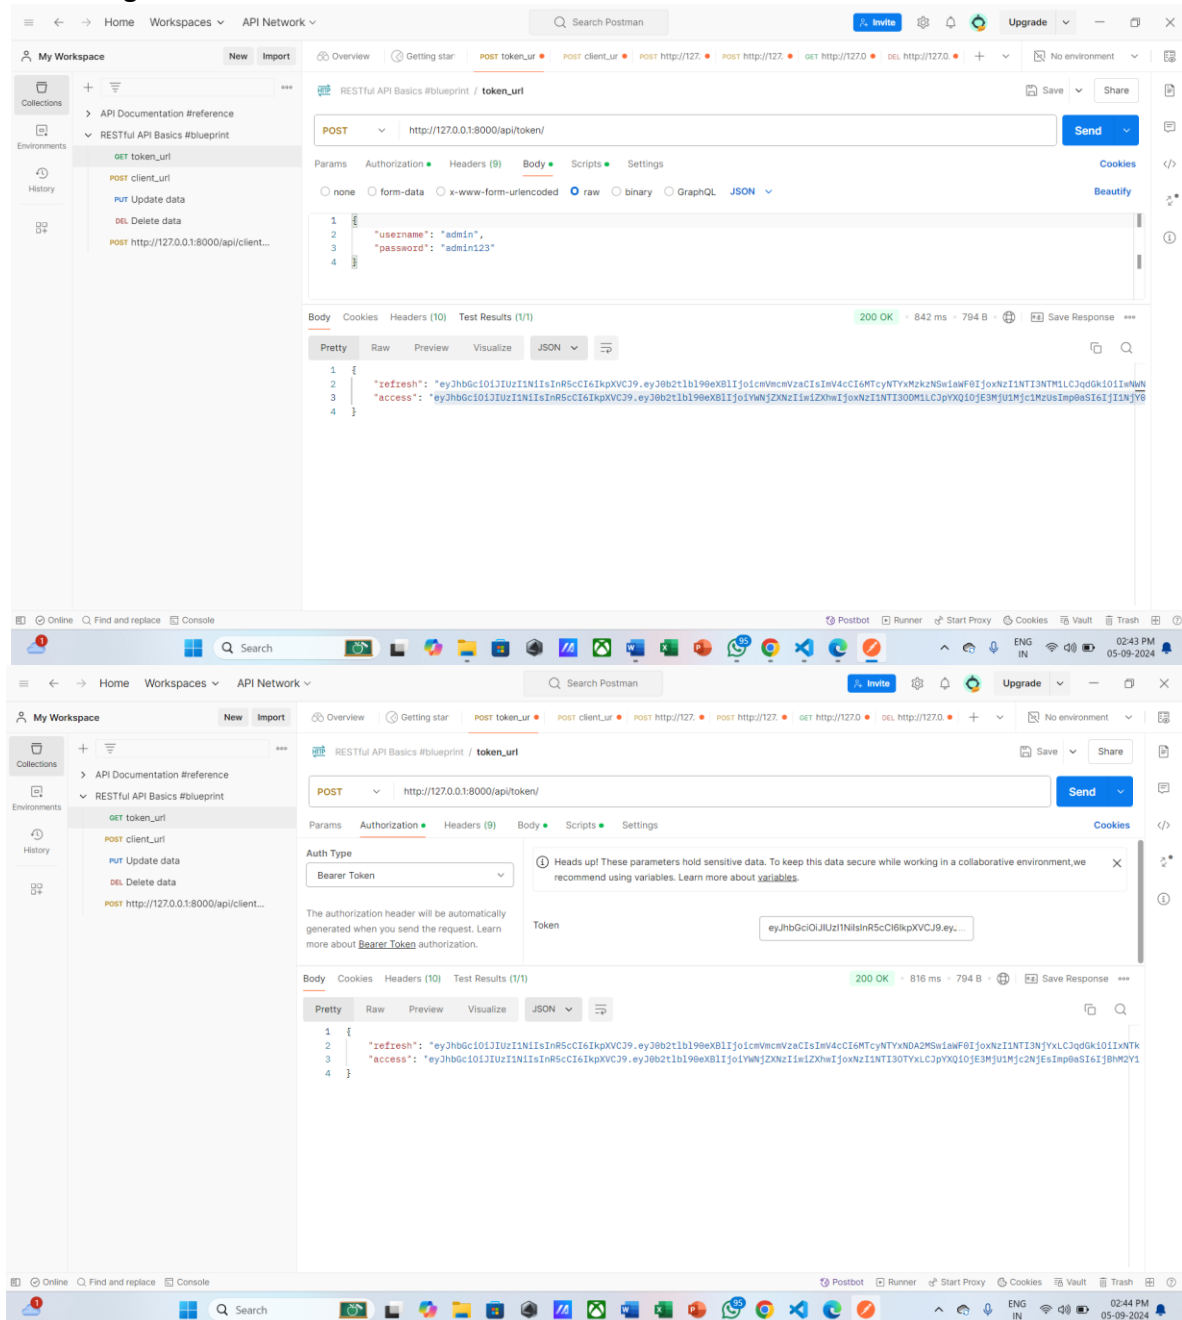 Home Workspaces API Network
Search Postman
Invite Upgrade
My Workspace New Import
Overview Getting star POST token_ur POST client_ur POST http://127. POST http://127. GET http://127.0 DEL http://127.0. No environment
Collections
Environments
History
API Documentation #reference
RESTful API Basics #blueprint
GET token_url
POST client_url
PUT Update data
DEL Delete data
POST http://127.0.0.1:8000/api/client...
HTTP RESTful API Basics #blueprint / token_url Save Share
POST http://127.0.0.1:8000/api/token/ Send
Params Authorization Headers (9) Body Scripts Settings Cookies
none form-data x-www-form-urlencoded raw binary GraphQL JSON Beautify
1 {
2 "username": "admin",
3 "password": "admin123"
4 }
Body Cookies Headers (10) Test Results (1/1) 200 OK 842 ms 794 B Save Response
Pretty Raw Preview Visualize JSON
1 {
2 "refresh":
3 "access":
4 }
Online Find and replace Console Postbot Runner Start Proxy Cookies Vault Trash
1 Search 95 ENG IN 02:43 PM 05-09-2024
Home Workspaces API Network
Search Postman
Invite Upgrade
My Workspace New Import
Overview Getting star POST token_ur POST client_ur POST http://127. POST http://127. GET http://127.0 DEL http://127.0. No environment
Collections
Environments
History
API Documentation #reference
RESTful API Basics #blueprint
GET token_url
POST client_url
PUT Update data
DEL Delete data
POST http://127.0.0.1:8000/api/client...
HTTP RESTful API Basics #blueprint / token_url Save Share
POST http://127.0.0.1:8000/api/token/ Send
Params Authorization Headers (9) Body Scripts Settings Cookies
Auth Type
Bearer Token
Heads up! These parameters hold sensitive data. To keep this data secure while working in a collaborative environment,we
recommend using variables. Learn more about variables.
The authorization header will be automatically
generated when you send the request. Learn
more about Bearer Token authorization.
Token
Body Cookies Headers (10) Test Results (1/1) 200 OK 816 ms 794 B Save Response
Pretty Raw Preview Visualize JSON
1 {
2 "refresh":
3 "access":
4 }
Online Find and replace Console Postbot Runner Start Proxy Cookies Vault Trash
1 Search 95 ENG IN 02:44 PM 05-09-2024